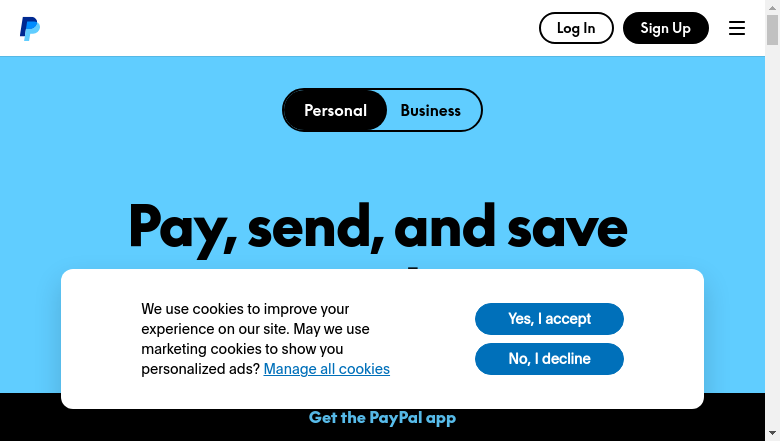 Log In
Sign Up
Personal
Business
Pay, send, and save
We use cookies to improve your
experience on our site. May we use
marketing cookies to show you
personalized ads? Manage all cookies
Yes, I accept
No, I decline
Get the PayPal app